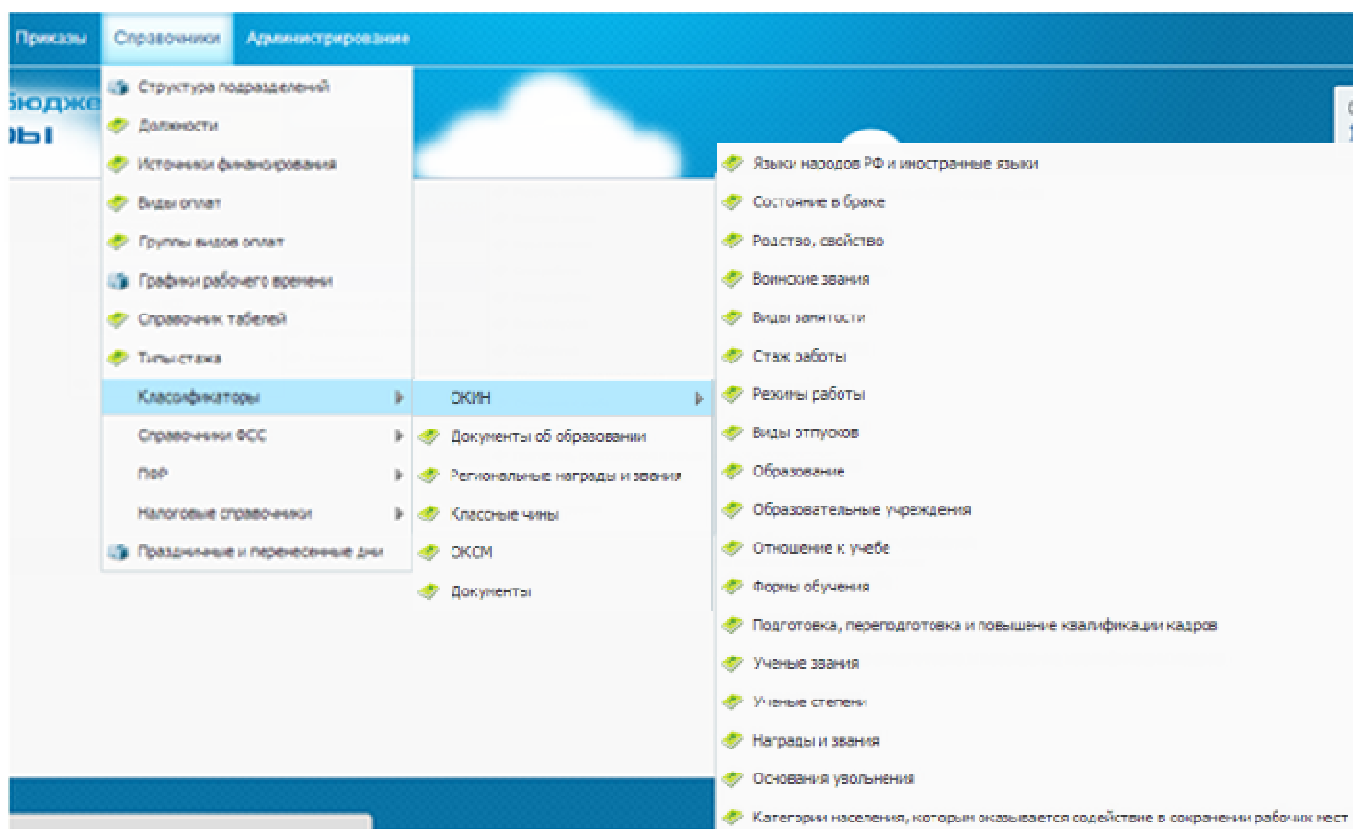 Приказы Справочники Администрирование
бюдже
ры
Структура подразделений
Должности
Источники финансирования
Виды оплат
Группы видов оплат
Графики рабочего времени
Справочник табелей
Типы стажа
Классификаторы
Справочники ФСС
ПФР
Налоговые справочники
Праздничные и перенесенные дни
ОКИН
Документы об образовании
Региональные награды и звания
Классные чины
ОКСМ
Документы
Языки народов РФ и иностранные языки
Состояние в браке
Родство, свойство
Воинские звания
Виды занятости
Стаж работы
Режимы работы
Виды отпусков
Образование
Образовательные учреждения
Отношение к учебе
Формы обучения
Подготовка, переподготовка и повышение квалификации кадров
Ученые звания
Ученые степени
Награды и звания
Основания увольнения
Категории населения, которым оказывается содействие в сохранении рабочих мест